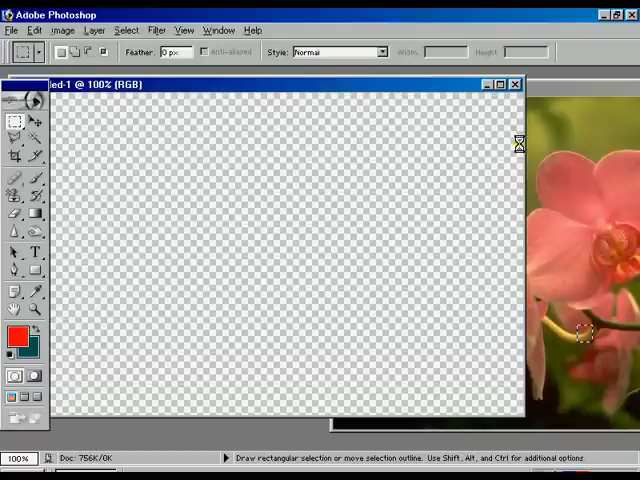 Adobe Photoshop
File Edit Image Layer Select Filter View Window Help
Feather: 0 px Anti-aliased Style: Normal Width: Height:
led-1 @ 100% (RGB)
T
100% Doc: 756K/0K Draw rectangular selection or move selection outline. Use Shift, Alt, and Ctrl for additional options.